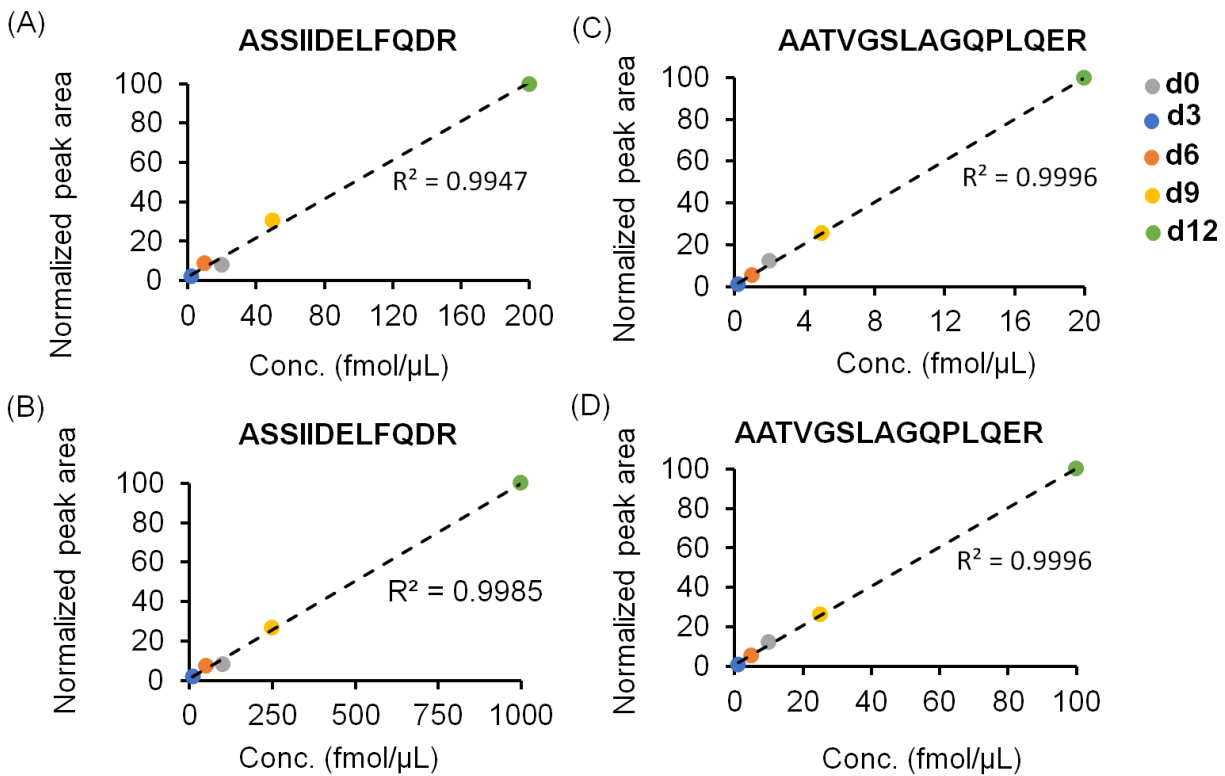 (A)
ASSIIDELFQDR
Normalized peak area
100
80
60
40
20
0
R² = 0.9947
0 40 80 120 160 200
Conc. (fmol/µL)
(C)
AATVGSLAGQPLQER
Normalized peak area
100
80
60
40
20
0
R² = 0.9996
0 4 8 12 16 20
Conc. (fmol/µL)
d0
d3
d6
d9
d12
(B)
ASSIIDELFQDR
Normalized peak area
100
80
60
40
20
0
R² = 0.9985
0 250 500 750 1000
Conc. (fmol/µL)
(D)
AATVGSLAGQPLQER
Normalized peak area
100
80
60
40
20
0
R² = 0.9996
0 20 40 60 80 100
Conc. (fmol/µL)